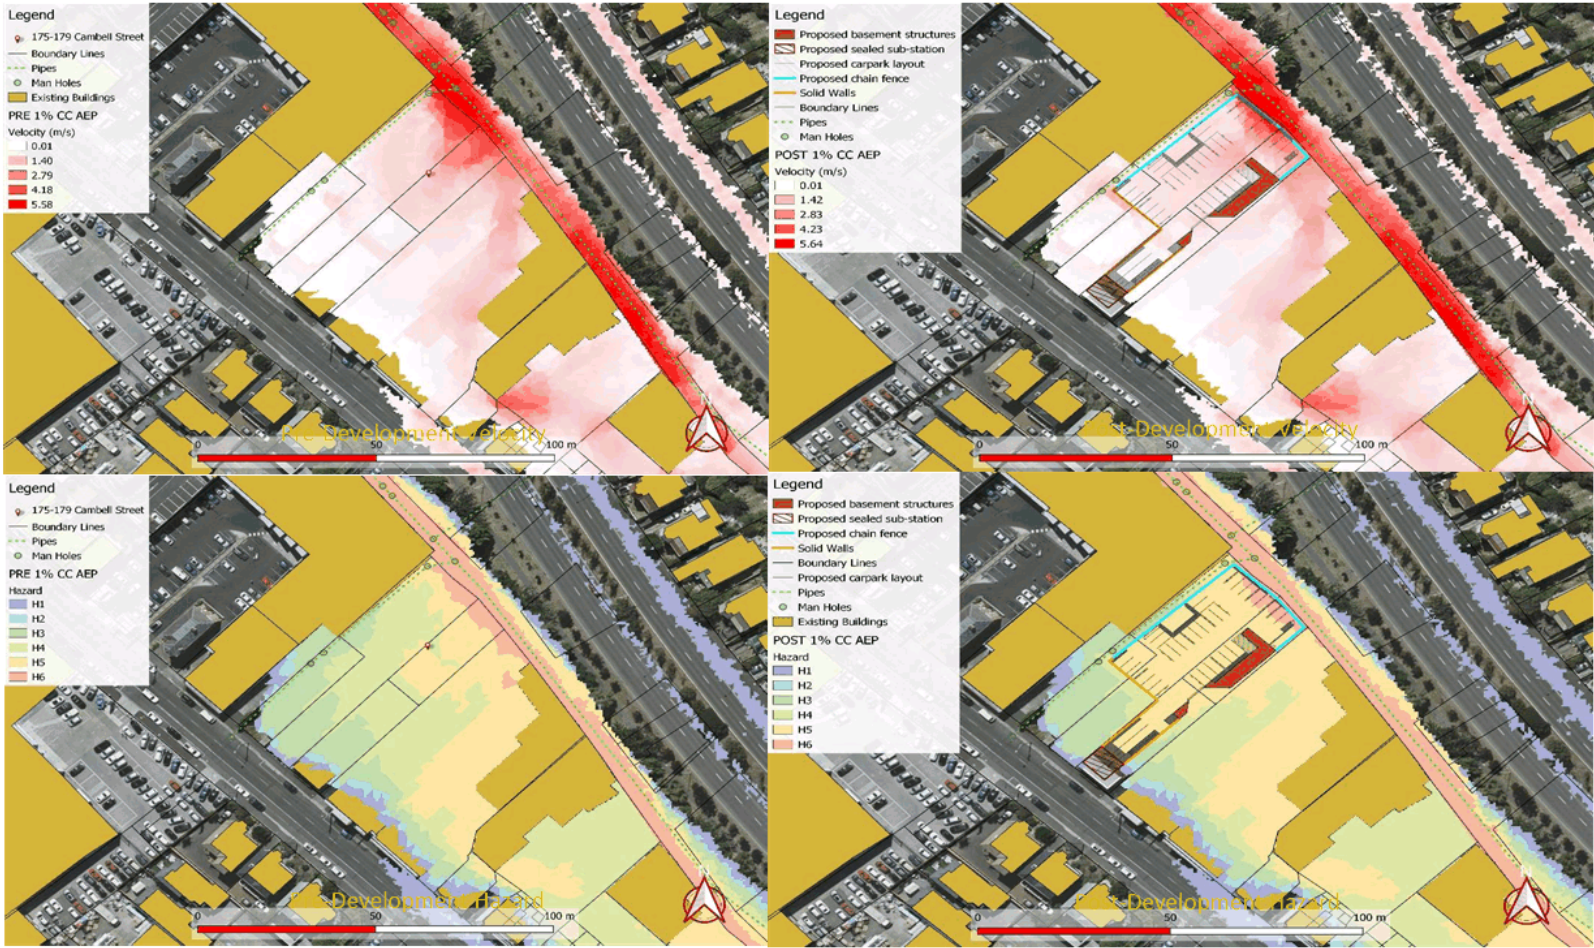 Legend
175-179 Cambell Street
Boundary Lines
Pipes
Man Holes
Existing Buildings
PRE 1% CC AEP
Velocity (m/s)
0.01
1.40
2.79
4.18
5.58
N
Pre-Development Velocity
0
50
100 m
Legend
Proposed basement structures
Proposed sealed sub-station
Proposed carpark layout
Proposed chain fence
Solid Walls
Boundary Lines
Pipes
Man Holes
POST 1% CC AEP
Velocity (m/s)
0.01
1.42
2.83
4.23
5.64
N
t-Development Velocity
0
50
100 m
Legend
175-179 Cambell Street
Boundary Lines
Pipes
Man Holes
Existing Buildings
PRE 1% CC AEP
Hazard
H1
H2
H3
H4
H5
H6
N
Development Hazard
0
50
100 m
Legend
Proposed basement structures
Proposed sealed sub-station
Proposed chain fence
Solid Walls
Boundary Lines
Proposed carpark layout
Pipes
Man Holes
Existing Buildings
POST 1% CC AEP
Hazard
H1
H2
H3
H4
H5
H6
N
t-Development Hazard
0
50
100 m